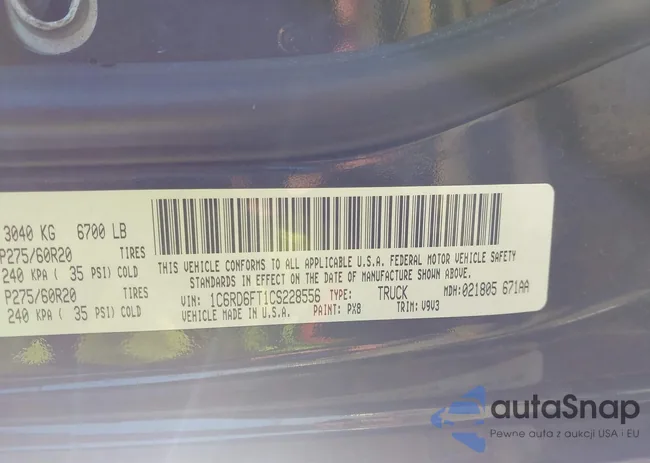 3040 KG 6700 LB
P275/60R20 TIRES
240 KPA ( 35 PSI) COLD
P275/60R20 TIRES
240 KPA ( 35 PSI) COLD
THIS VEHICLE CONFORMS TO ALL APPLICABLE U.S.A. FEDERAL MOTOR VEHICLE SAFETY
STANDARDS IN EFFECT ON THE DATE OF MANUFACTURE SHOWN ABOVE.
VIN: 1C6RD6FT1CS228556 TYPE: TRUCK MDH: 021805 671AA
VEHICLE MADE IN U.S.A. PAINT: PX8 TRIM: V9V3
autaSnap
Pewne auta z aukcji USA i EU